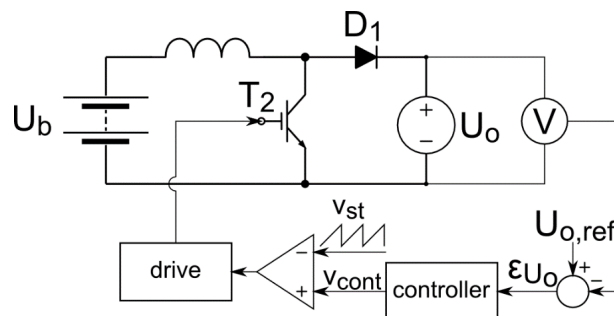 D1
T2
Ub
+
−
Uo
V
vst
Uo,ref
drive
−
+
vcont
controller
εUo
+
−